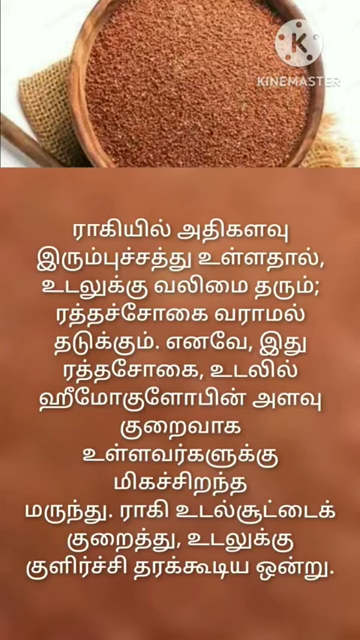 K
KINEMASTER
ராகியில் அதிகளவு
இரும்புச்சத்து உள்ளதால்,
உடலுக்கு வலிமை தரும்;
ரத்தச்சோகை வராமல்
தடுக்கும். எனவே, இது
ரத்தசோகை, உடலில்
ஹீமோகுளோபின் அளவு
குறைவாக
உள்ளவர்களுக்கு
மிகச்சிறந்த
மருந்து. ராகி உடல்சூட்டைக்
குறைத்து, உடலுக்கு
குளிர்ச்சி தரக்கூடிய ஒன்று.